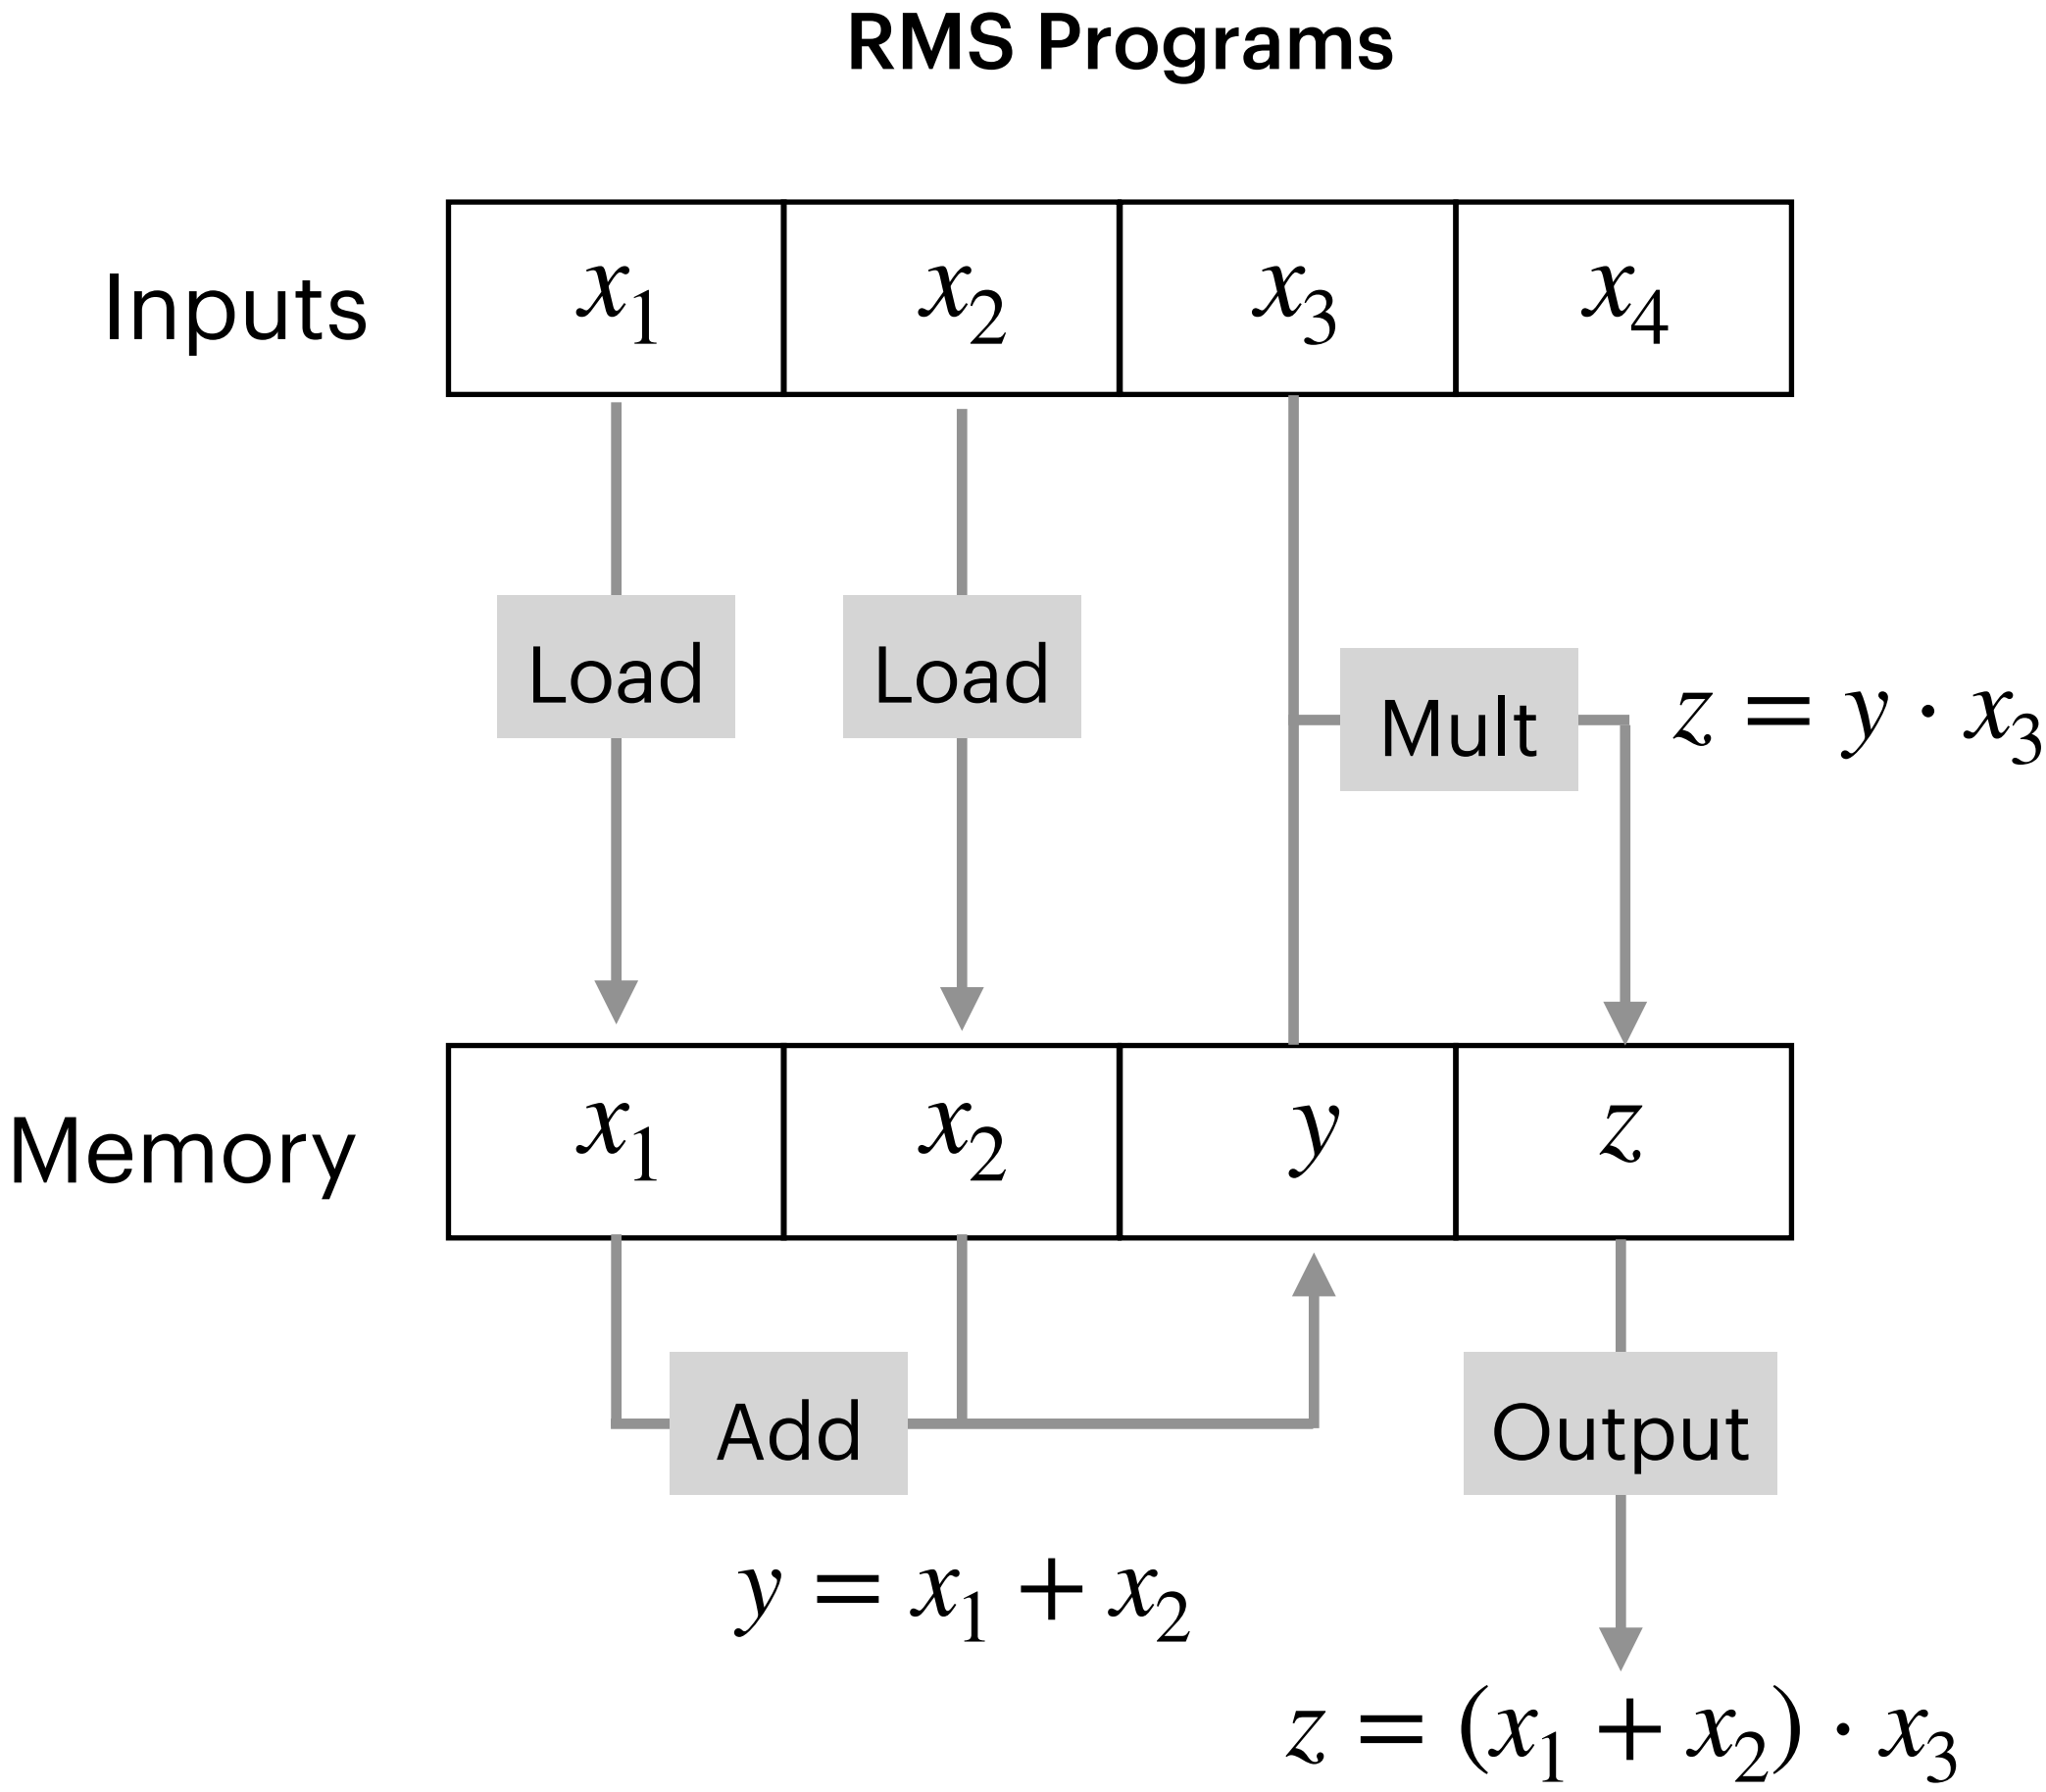 RMS Programs
Inputs
x₁ x₂ x₃ x₄
Load Load
Mult
z = y · x₃
Memory
x₁ x₂ y z
Add
Output
y = x₁ + x₂
z = (x₁ + x₂) · x₃